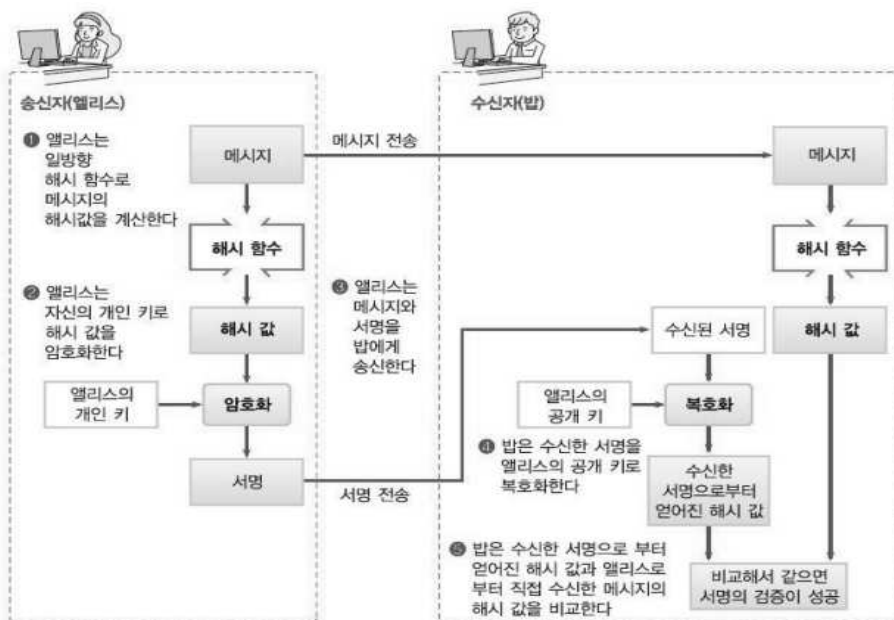 송신자(엘리스)
수신자(밥)
❶ 앨리스는
일방향
해시 함수로
메시지의
해시값을 계산한다
메시지
메시지 전송
메시지
해시 함수
해시 함수
❷ 앨리스는
자신의 개인 키로
해시 값을
암호화한다
해시 값
❸ 앨리스는
메시지와
서명을
밥에게
송신한다
수신된 서명
해시 값
앨리스의
개인 키
암호화
앨리스의
공개 키
복호화
서명
서명 전송
❹ 밥은 수신한 서명을
앨리스의 공개 키로
복호화한다
수신한
서명으로부터
얻어진 해시 값
❺ 밥은 수신한 서명으로 부터
얻어진 해시 값과 앨리스로
부터 직접 수신한 메시지의
해시 값을 비교한다
비교해서 같으면
서명의 검증이 성공